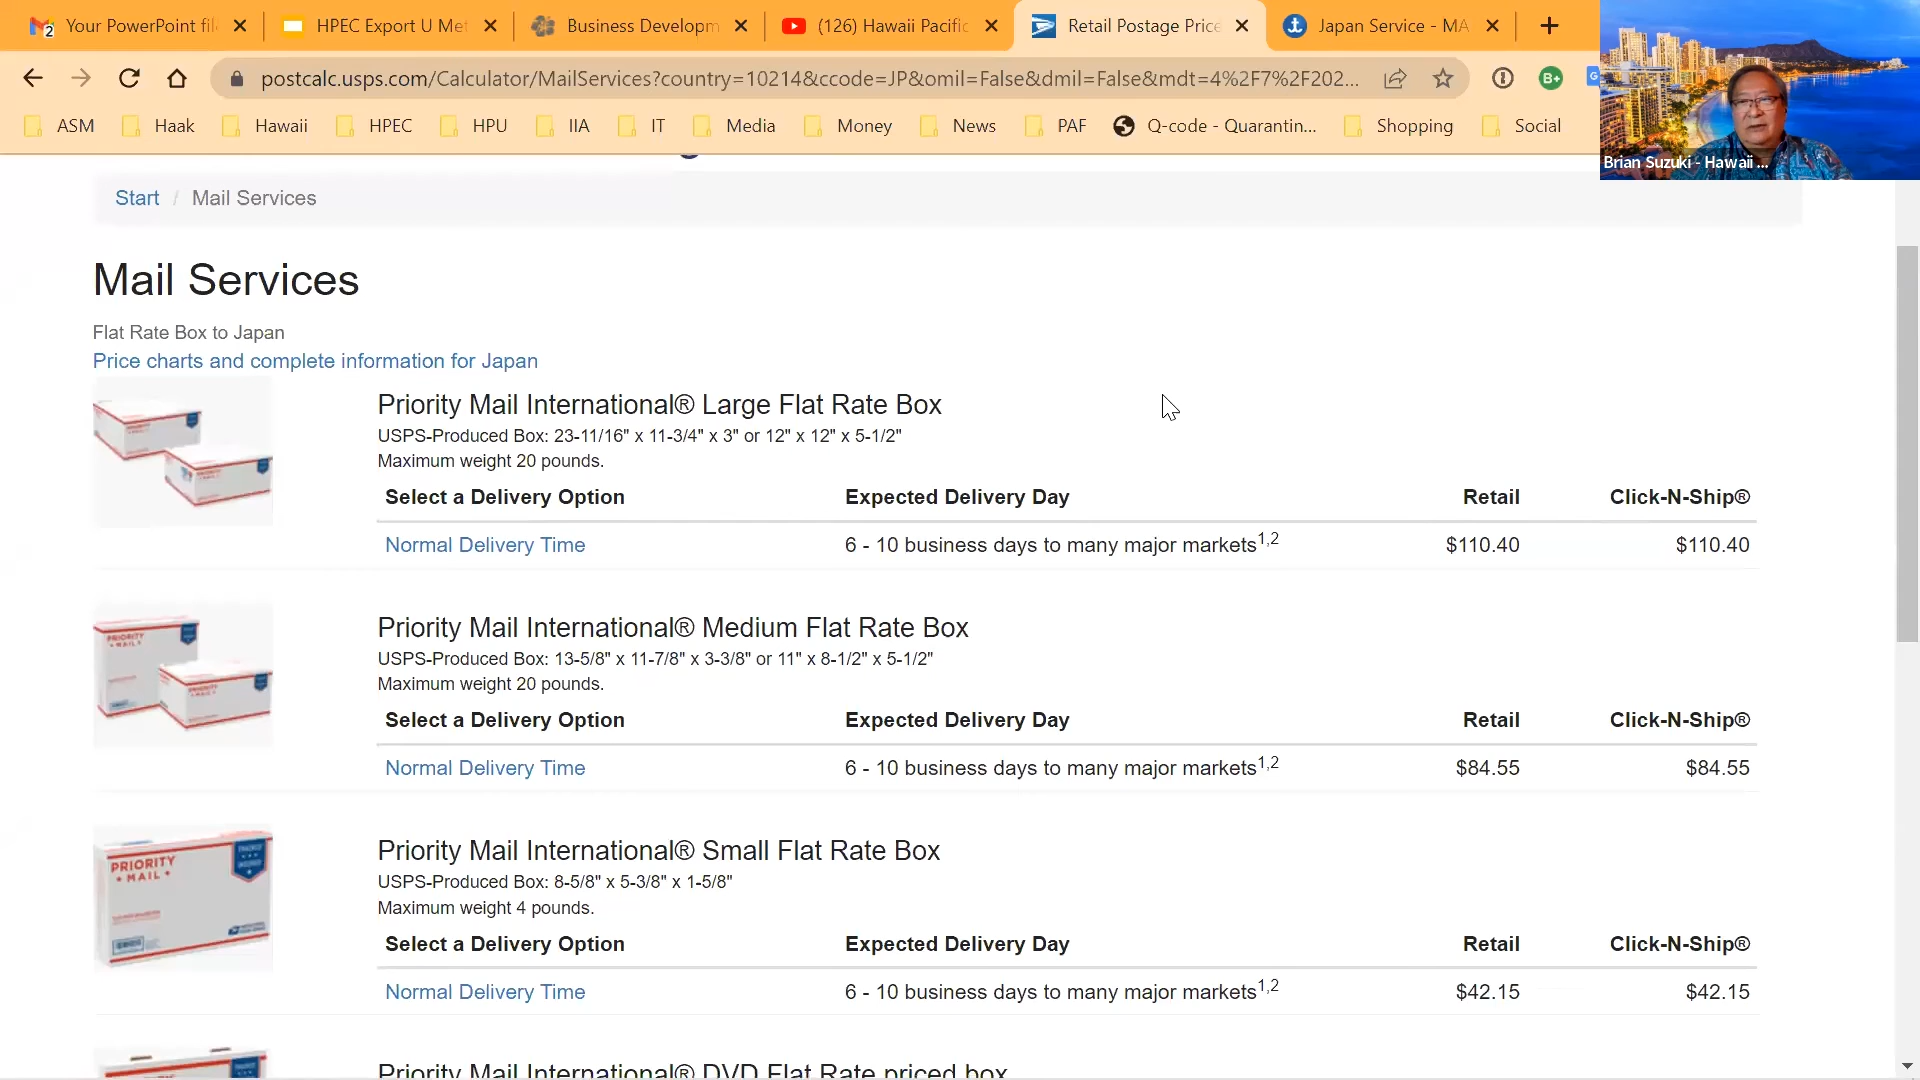 Your PowerPoint fil
HPEC Export U Met
Business Developm
(126) Hawaii Pacific
Retail Postage Price
Japan Service - MA
postcalc.usps.com/Calculator/MailServices?country=10214&ccode=JP&omil=False&dmil=False&mdt=4%2F7%2F202...
ASM
Haak
Hawaii
HPEC
HPU
IIA
IT
Media
Money
News
PAF
Q-code - Quarantin...
Shopping
Social
Brian Suzuki - Hawaii ...
Start / Mail Services
Mail Services
Flat Rate Box to Japan
Price charts and complete information for Japan
Priority Mail International® Large Flat Rate Box
USPS-Produced Box: 23-11/16" x 11-3/4" x 3" or 12" x 12" x 5-1/2"
Maximum weight 20 pounds.
Select a Delivery Option Expected Delivery Day Retail Click-N-Ship®
Normal Delivery Time 6 - 10 business days to many major markets1,2 $110.40 $110.40
Priority Mail International® Medium Flat Rate Box
USPS-Produced Box: 13-5/8" x 11-7/8" x 3-3/8" or 11" x 8-1/2" x 5-1/2"
Maximum weight 20 pounds.
Select a Delivery Option Expected Delivery Day Retail Click-N-Ship®
Normal Delivery Time 6 - 10 business days to many major markets1,2 $84.55 $84.55
PRIORITY
MAIL
Priority Mail International® Small Flat Rate Box
USPS-Produced Box: 8-5/8" x 5-3/8" x 1-5/8"
Maximum weight 4 pounds.
Select a Delivery Option Expected Delivery Day Retail Click-N-Ship®
Normal Delivery Time 6 - 10 business days to many major markets1,2 $42.15 $42.15
PRIORITY
MAIL
Priority Mail International® DVD Flat Rate priced box